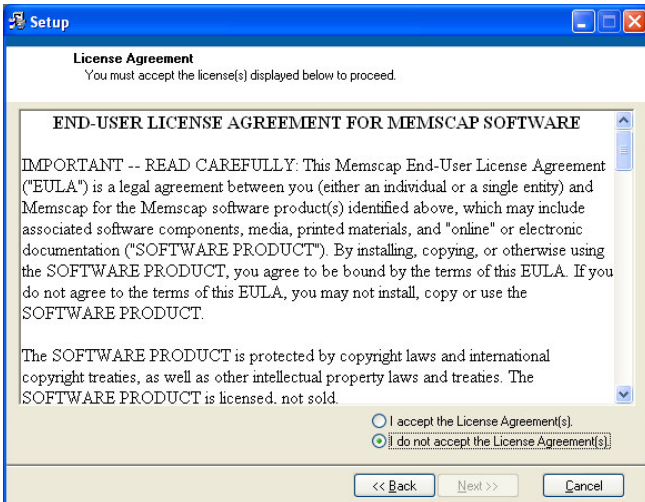 Setup
License Agreement
You must accept the license(s) displayed below to proceed.
END-USER LICENSE AGREEMENT FOR MEMSCAP SOFTWARE
IMPORTANT -- READ CAREFULLY: This Memscap End-User License Agreement
("EULA") is a legal agreement between you (either an individual or a single entity) and
Memscap for the Memscap software product(s) identified above, which may include
associated software components, media, printed materials, and "online" or electronic
documentation ("SOFTWARE PRODUCT"). By installing, copying, or otherwise using
the SOFTWARE PRODUCT, you agree to be bound by the terms of this EULA. If you
do not agree to the terms of this EULA, you may not install, copy or use the
SOFTWARE PRODUCT.
The SOFTWARE PRODUCT is protected by copyright laws and international
copyright treaties, as well as other intellectual property laws and treaties. The
SOFTWARE PRODUCT is licensed, not sold.
I accept the License Agreement(s).
I do not accept the License Agreement(s).
<< Back Next >> Cancel